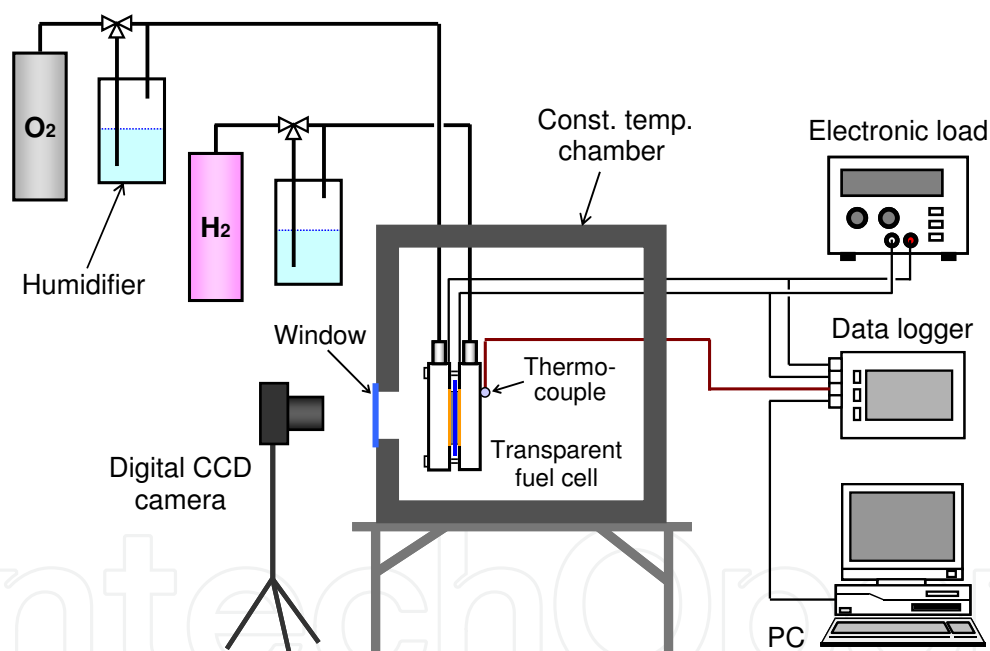 O2
H2
Humidifier
Const. temp.
chamber
Electronic load
Window
Thermo-
couple
Data logger
Digital CCD
camera
Transparent
fuel cell
PC
ntechOp